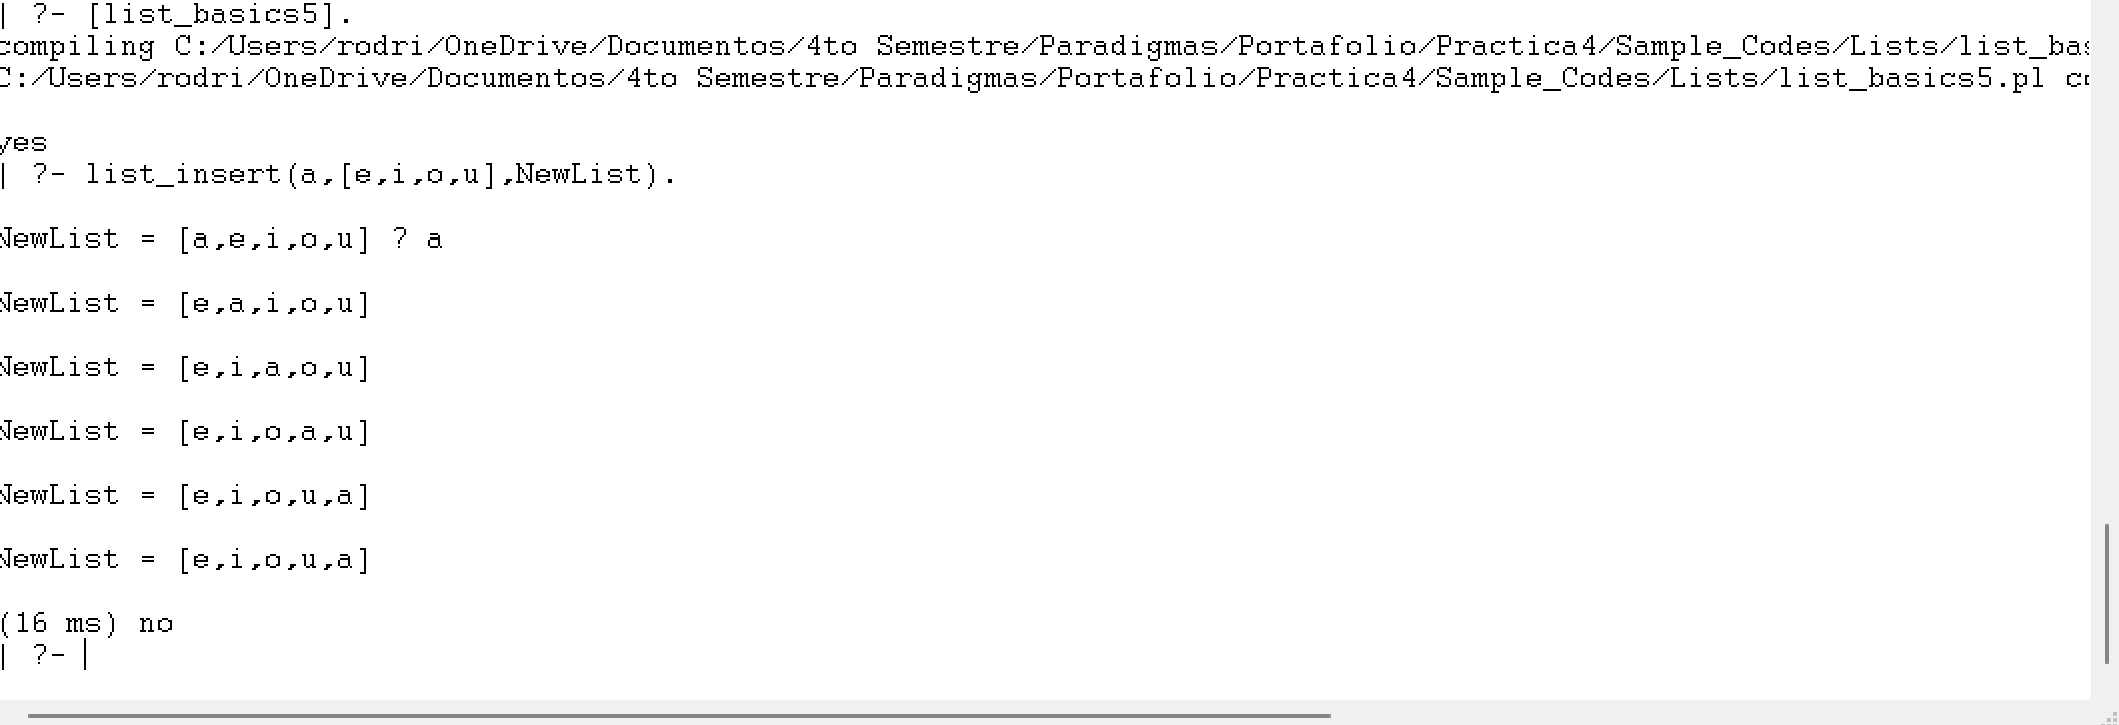 | ?- [list_basics5].
compiling C:/Users/rodri/OneDrive/Documentos/4to Semestre/Paradigmas/Portafolio/Practica4/Sample_Codes/Lists/list_bas
C:/Users/rodri/OneDrive/Documentos/4to Semestre/Paradigmas/Portafolio/Practica4/Sample_Codes/Lists/list_basics5.pl co
yes
| ?- list_insert(a,[e,i,o,u],NewList).
NewList = [a,e,i,o,u] ? a
NewList = [e,a,i,o,u]
NewList = [e,i,a,o,u]
NewList = [e,i,o,a,u]
NewList = [e,i,o,u,a]
NewList = [e,i,o,u,a]
(16 ms) no
| ?-